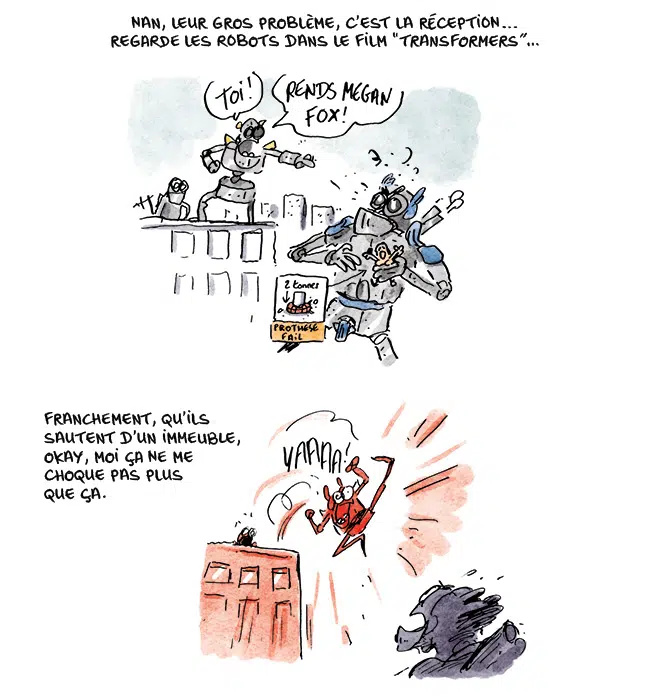 NAN, LEUR GROS PROBLÈME, C'EST LA RÉCEPTION...
REGARDE LES ROBOTS DANS LE FILM "TRANSFORMERS"...
TOI!
RENDS MEGAN
FOX!
2 tonnes
PROTHESE
FAIL
FRANCHEMENT, QU'ILS
SAUTENT D'UN IMMEUBLE,
OKAY, MOI ÇA NE ME
CHOQUE PAS PLUS
QUE ÇA.
YAAAA!